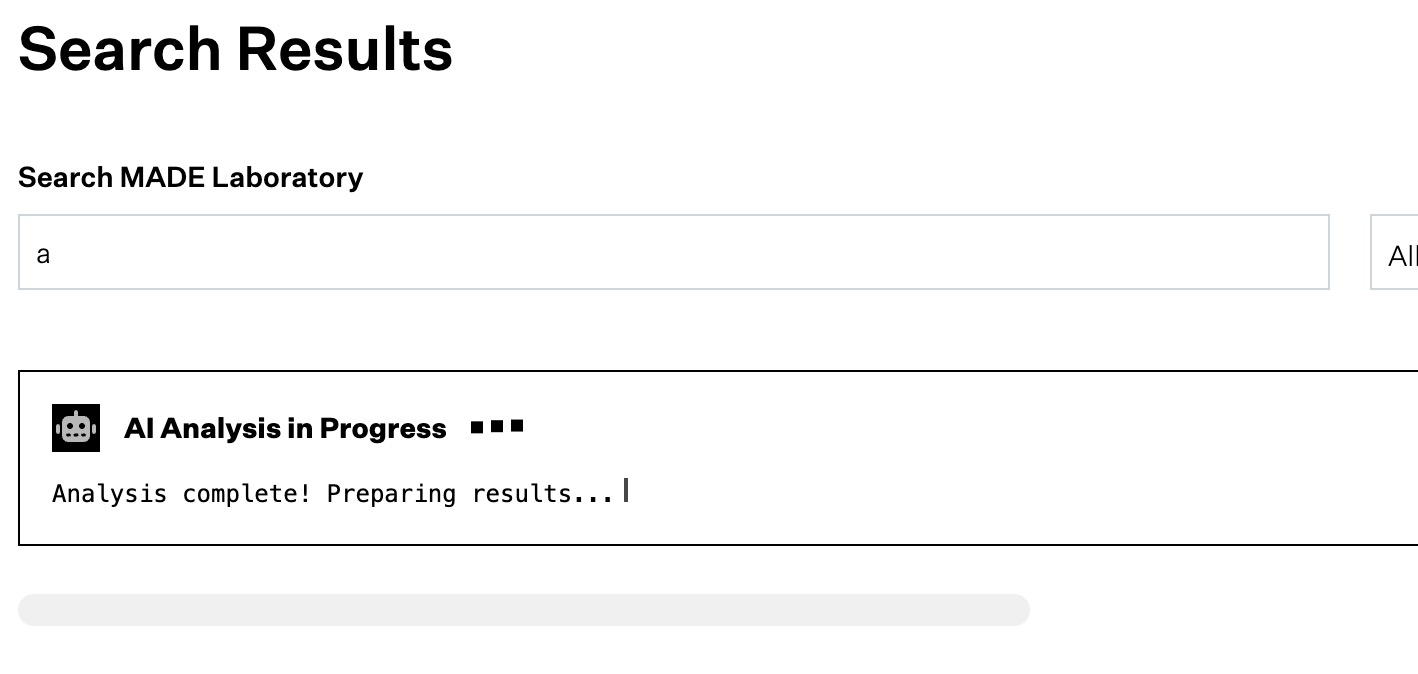 Search Results
Search MADE Laboratory
a
All
AI Analysis in Progress
Analysis complete! Preparing results...